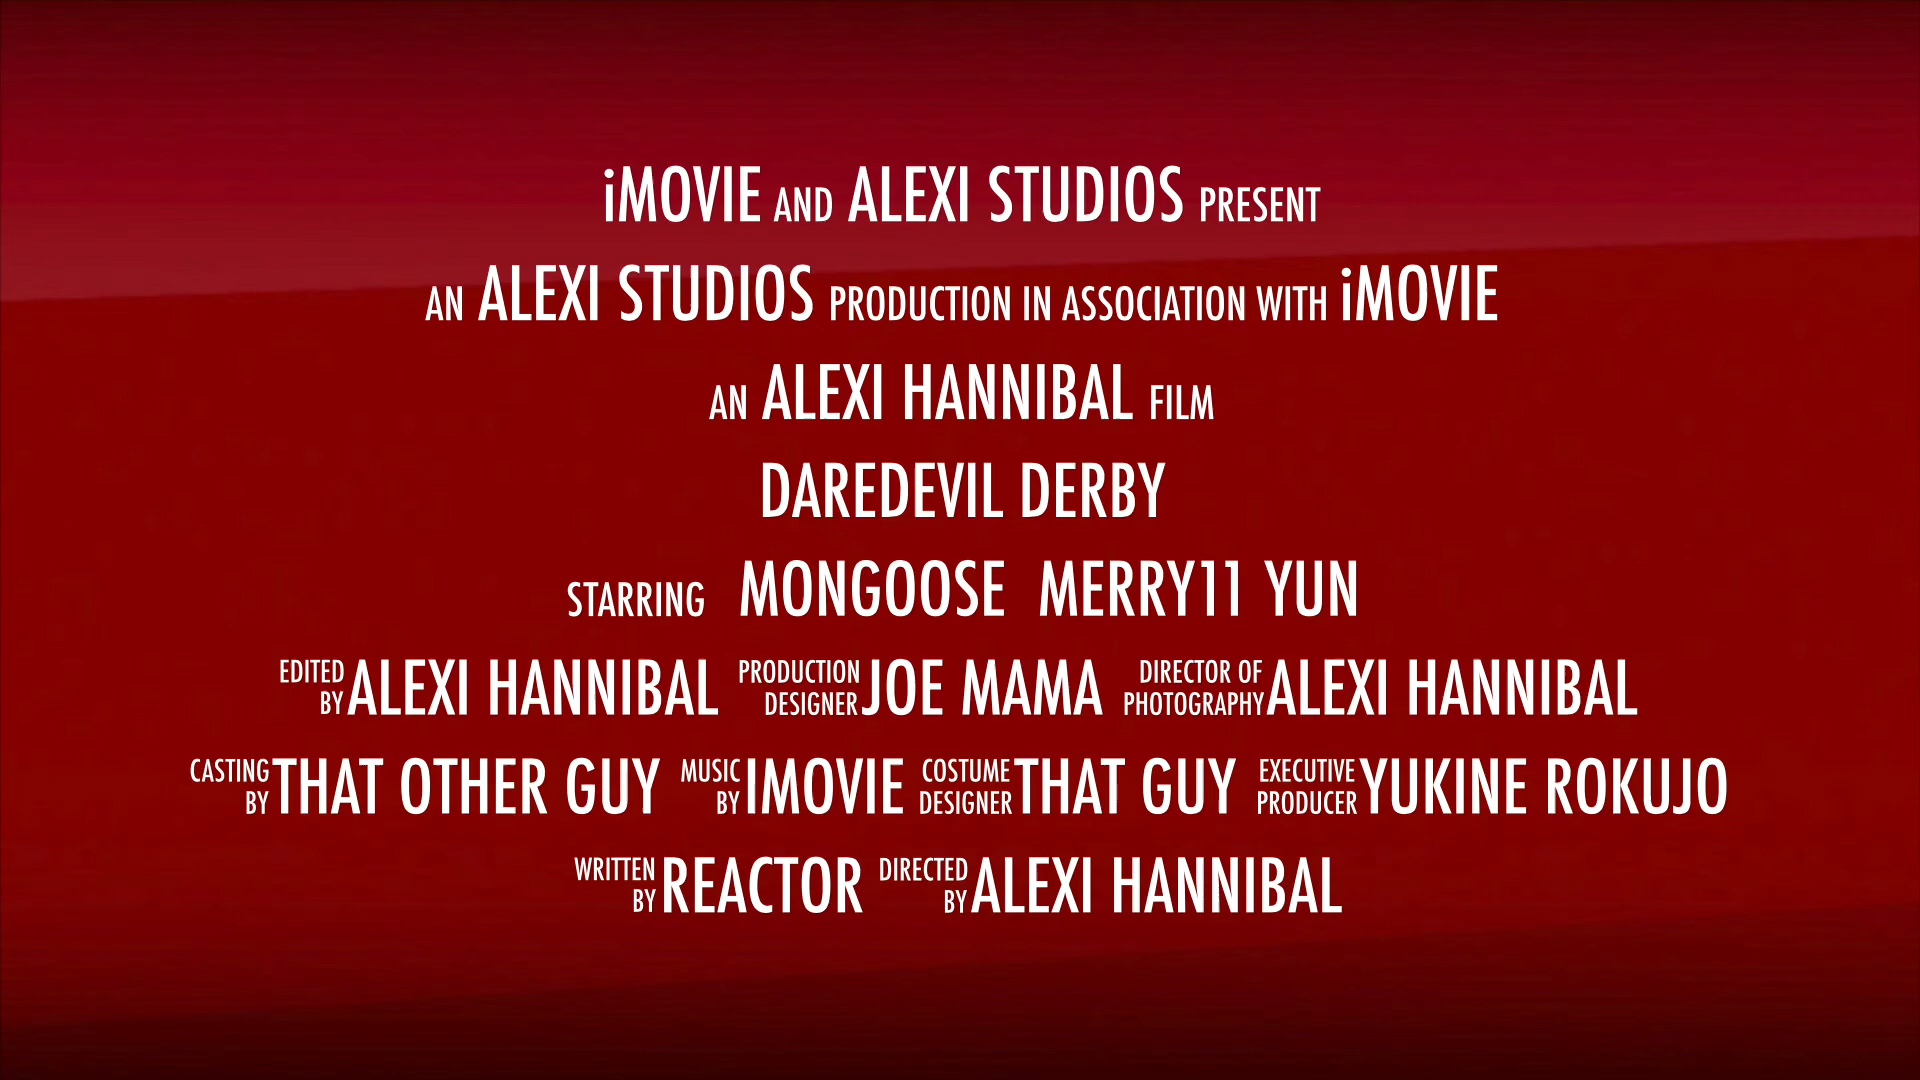 iMOVIE AND ALEXI STUDIOS PRESENT
AN ALEXI STUDIOS PRODUCTION IN ASSOCIATION WITH iMOVIE
AN ALEXI HANNIBAL FILM
DAREDEVIL DERBY
STARRING MONGOOSE MERRY11 YUN
EDITED BY ALEXI HANNIBAL PRODUCTION DESIGNER JOE MAMA DIRECTOR OF PHOTOGRAPHY ALEXI HANNIBAL
CASTING BY THAT OTHER GUY MUSIC BY IMOVIE COSTUME DESIGNER THAT GUY EXECUTIVE PRODUCER YUKINE ROKUJO
WRITTEN BY REACTOR DIRECTED BY ALEXI HANNIBAL